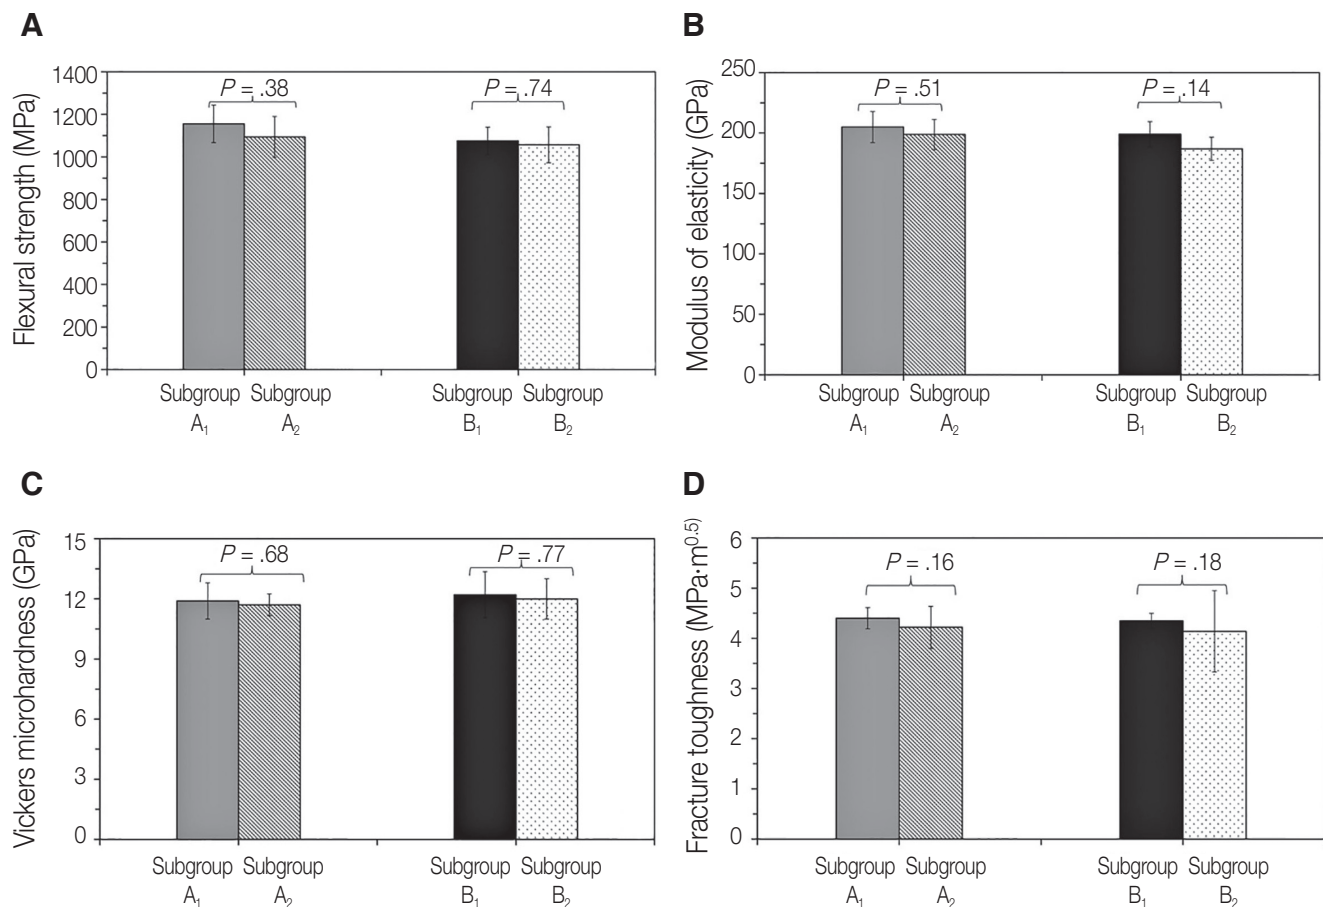 A
Flexural strength (MPa)
1400
1200
1000
800
600
400
200
0
P = .38
P = .74
Subgroup A₁
Subgroup A₂
Subgroup B₁
Subgroup B₂
B
Modulus of elasticity (GPa)
250
200
150
100
50
0
P = .51
P = .14
Subgroup A₁
Subgroup A₂
Subgroup B₁
Subgroup B₂
C
Vickers microhardness (GPa)
15
12
9
6
3
0
P = .68
P = .77
Subgroup A₁
Subgroup A₂
Subgroup B₁
Subgroup B₂
D
Fracture toughness (MPa·m⁰·⁵)
6
5
4
3
2
1
0
P = .16
P = .18
Subgroup A₁
Subgroup A₂
Subgroup B₁
Subgroup B₂